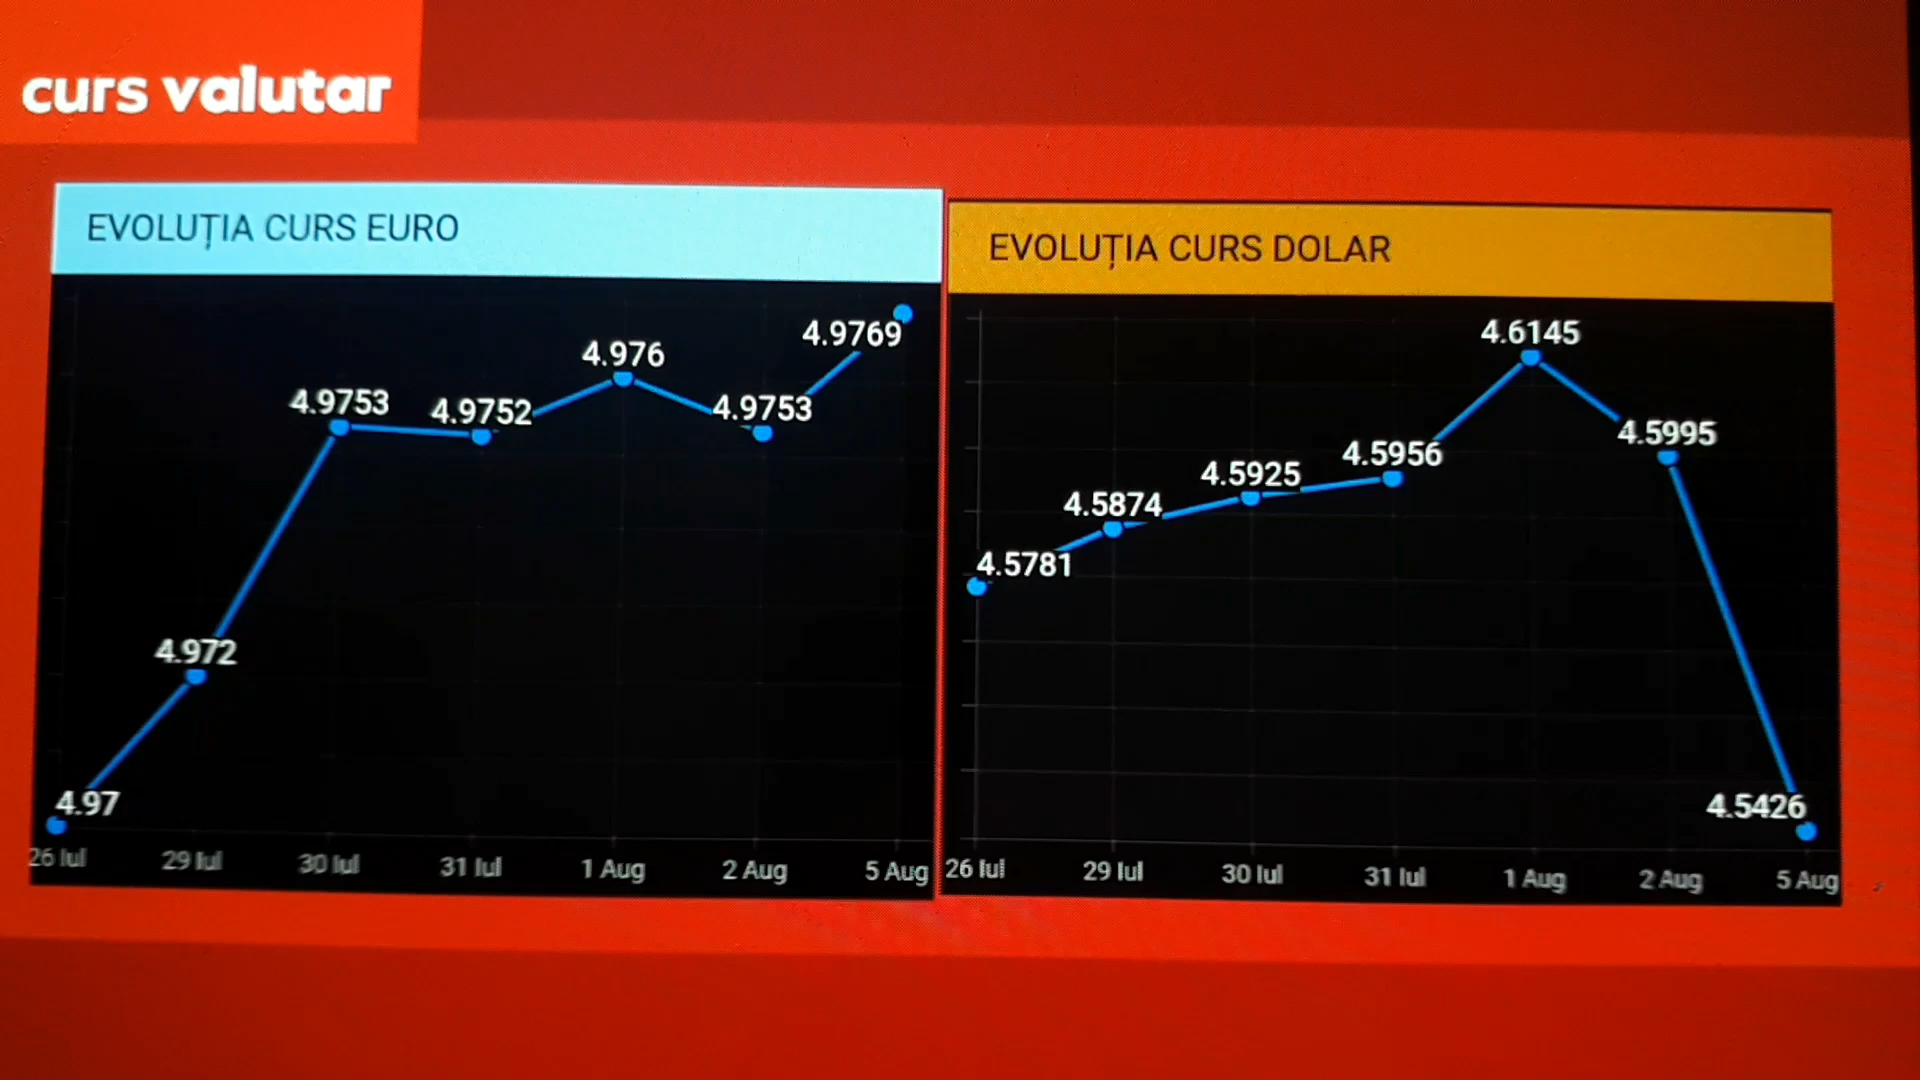 curs valutar
EVOLUȚIA CURS EURO
4.97
4.972
4.9753
4.9752
4.976
4.9753
4.9769
26 Iul
29 Iul
30 Iul
31 Iul
1 Aug
2 Aug
5 Aug
EVOLUȚIA CURS DOLAR
4.5781
4.5874
4.5925
4.5956
4.6145
4.5995
4.5426
26 Iul
29 Iul
30 Iul
31 Iul
1 Aug
2 Aug
5 Aug